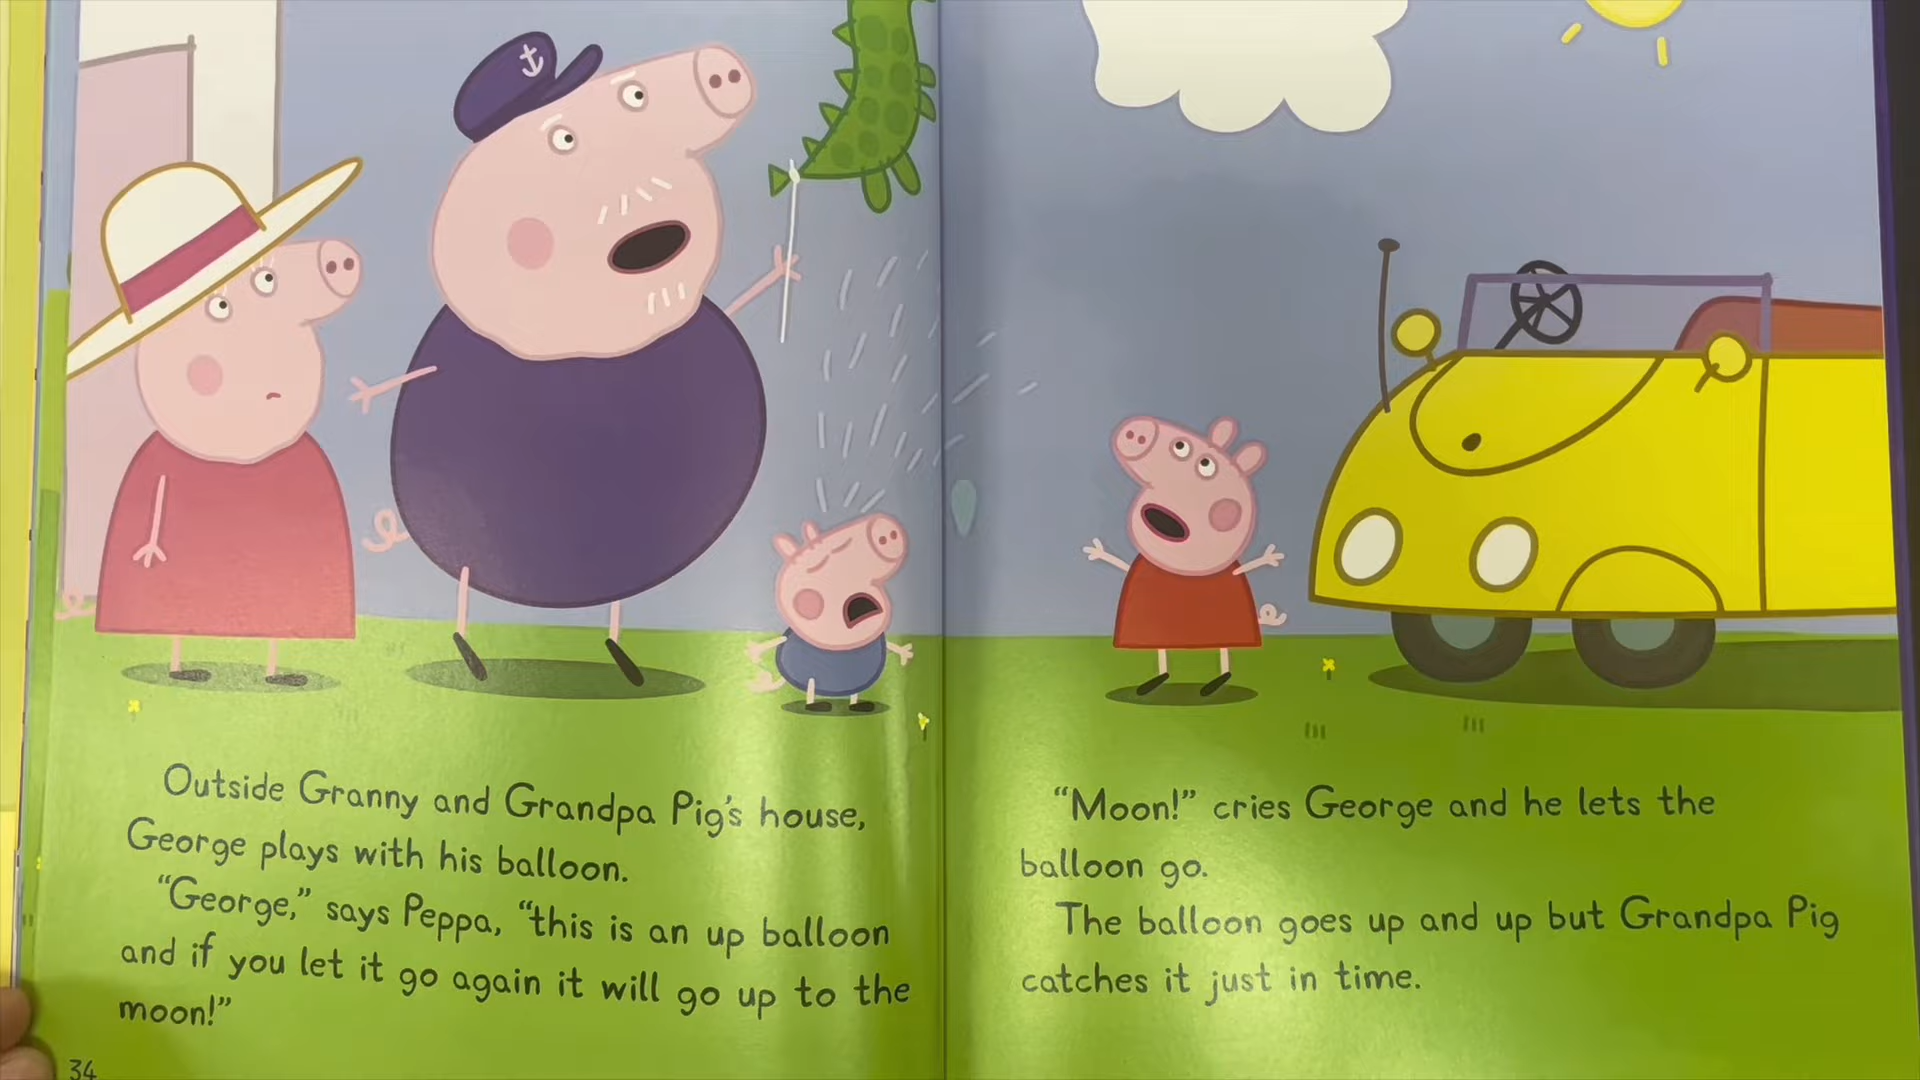 Outside Granny and Grandpa Pig's house,
George plays with his balloon.
“George,” says Peppa, “this is an up balloon
and if you let it go again it will go up to the
moon!”
34
“Moon!” cries George and he lets the
balloon go.
The balloon goes up and up but Grandpa Pig
catches it just in time.